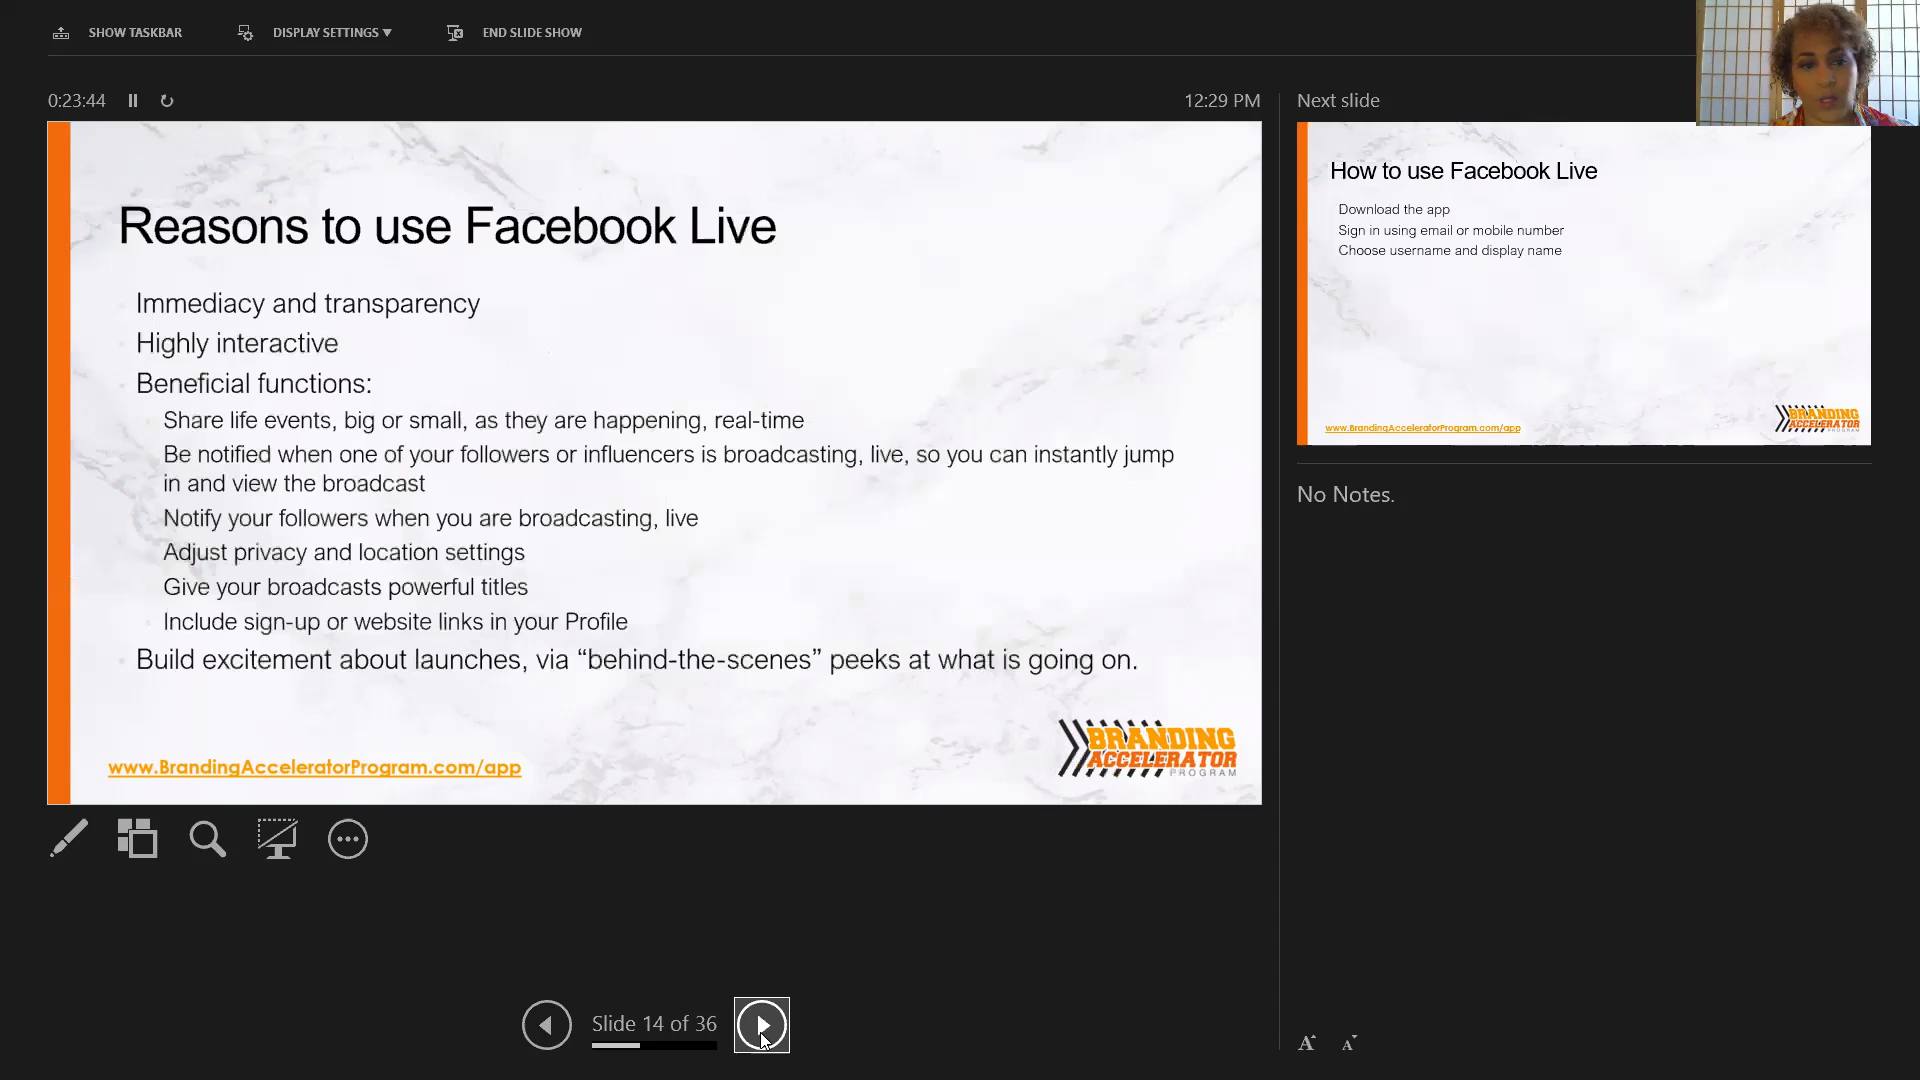 SHOW TASKBAR
DISPLAY SETTINGS ▼
END SLIDE SHOW
0:23:44
12:29 PM
Reasons to use Facebook Live
Immediacy and transparency
Highly interactive
Beneficial functions:
Share life events, big or small, as they are happening, real-time
Be notified when one of your followers or influencers is broadcasting, live, so you can instantly jump
in and view the broadcast
Notify your followers when you are broadcasting, live
Adjust privacy and location settings
Give your broadcasts powerful titles
Include sign-up or website links in your Profile
Build excitement about launches, via “behind-the-scenes” peeks at what is going on.
www.BrandingAcceleratorProgram.com/app
BRANDING
ACCELERATOR
PROGRAM
Slide 14 of 36
Next slide
How to use Facebook Live
Download the app
Sign in using email or mobile number
Choose username and display name
www.BrandingAcceleratorProgram.com/app
BRANDING
ACCELERATOR
PROGRAM
No Notes.
A A